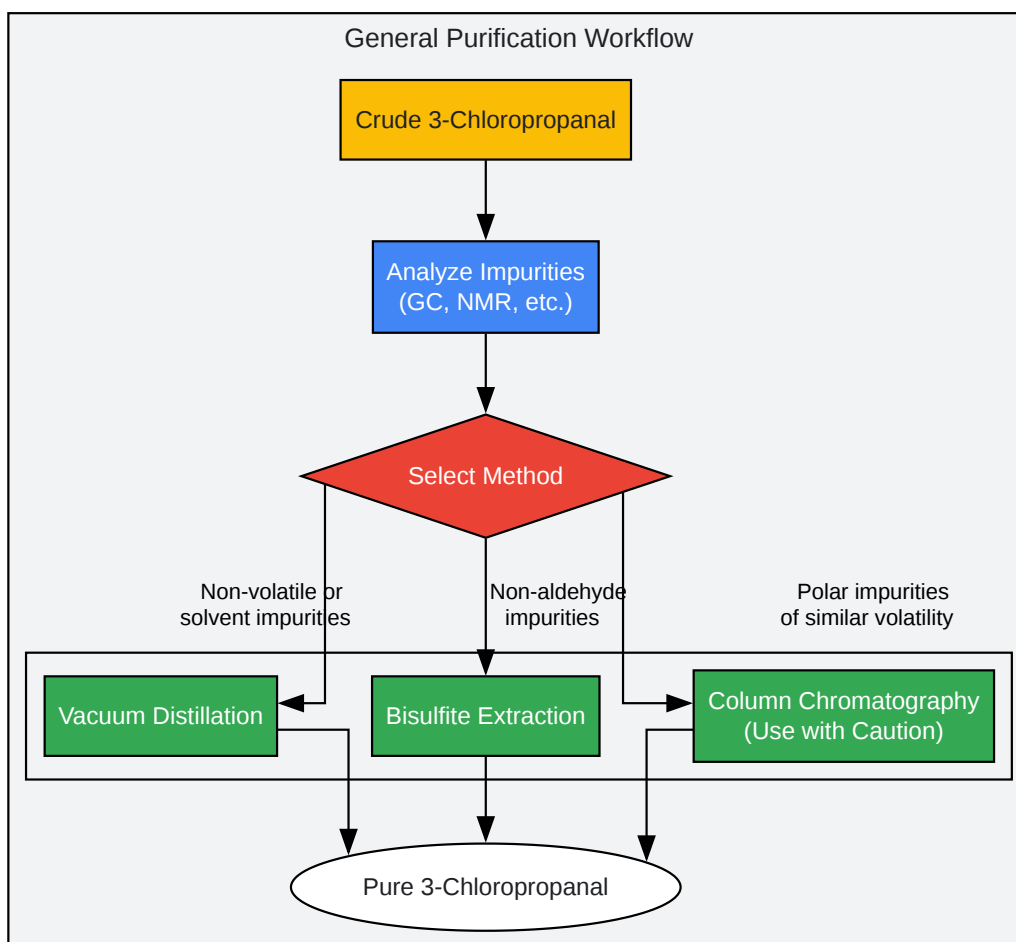 General Purification Workflow
Crude 3-Chloropropanal
Analyze Impurities
(GC, NMR, etc.)
Select Method
Non-volatile or
solvent impurities
Non-aldehyde
impurities
Polar impurities
of similar volatility
Vacuum Distillation
Bisulfite Extraction
Column Chromatography
(Use with Caution)
Pure 3-Chloropropanal